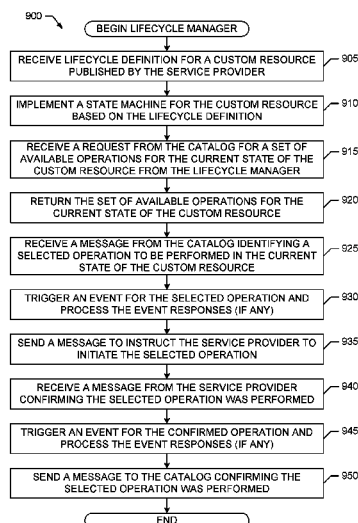 900
BEGIN LIFECYCLE MANAGER
RECEIVE LIFECYCLE DEFINITION FOR A CUSTOM RESOURCE
PUBLISHED BY THE SERVICE PROVIDER
905
IMPLEMENT A STATE MACHINE FOR THE CUSTOM RESOURCE
BASED ON THE LIFECYCLE DEFINITION
910
RECEIVE A REQUEST FROM THE CATALOG FOR A SET OF
AVAILABLE OPERATIONS FOR THE CURRENT STATE OF THE
CUSTOM RESOURCE FROM THE LIFECYCLE MANAGER
915
RETURN THE SET OF AVAILABLE OPERATIONS FOR THE
CURRENT STATE OF THE CUSTOM RESOURCE
920
RECEIVE A MESSAGE FROM THE CATALOG IDENTIFYING A
SELECTED OPERATION TO BE PERFORMED IN THE CURRENT
STATE OF THE CUSTOM RESOURCE
925
TRIGGER AN EVENT FOR THE SELECTED OPERATION AND
PROCESS THE EVENT RESPONSES (IF ANY)
930
SEND A MESSAGE TO INSTRUCT THE SERVICE PROVIDER TO
INITIATE THE SELECTED OPERATION
935
RECEIVE A MESSAGE FROM THE SERVICE PROVIDER
CONFIRMING THE SELECTED OPERATION WAS PERFORMED
940
TRIGGER AN EVENT FOR THE CONFIRMED OPERATION AND
PROCESS THE EVENT RESPONSES (IF ANY)
945
SEND A MESSAGE TO THE CATALOG CONFIRMING THE
SELECTED OPERATION WAS PERFORMED
950
END